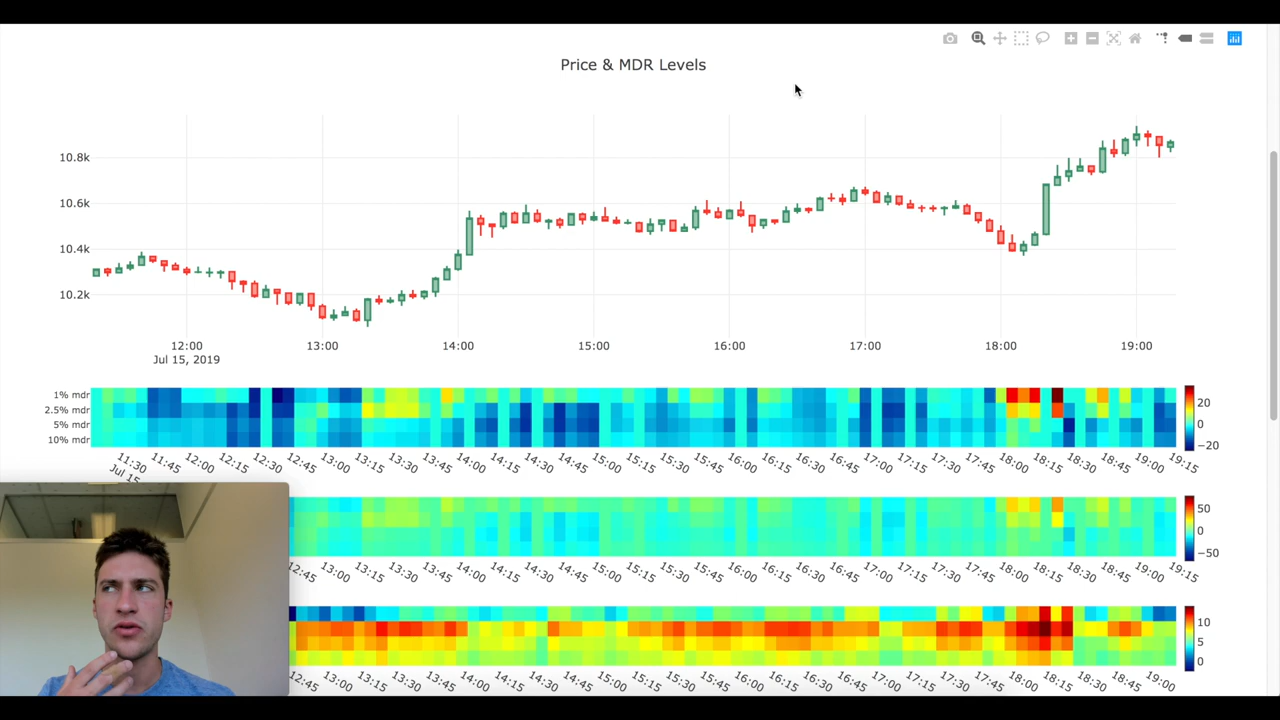 Price & MDR Levels
10.8k
10.6k
10.4k
10.2k
12:00 13:00 14:00 15:00 16:00 17:00 18:00 19:00
Jul 15, 2019
1% mdr
2.5% mdr
5% mdr
10% mdr
20
0
−20
11:30 11:45 12:00 12:15 12:30 12:45 13:00 13:15 13:30 13:45 14:00 14:15 14:30 14:45 15:00 15:15 15:30 15:45 16:00 16:15 16:30 16:45 17:00 17:15 17:30 17:45 18:00 18:15 18:30 18:45 19:00 19:15
Jul 15
50
0
−50
12:45 13:00 13:15 13:30 13:45 14:00 14:15 14:30 14:45 15:00 15:15 15:30 15:45 16:00 16:15 16:30 16:45 17:00 17:15 17:30 17:45 18:00 18:15 18:30 18:45 19:00 19:15
10
5
0
12:45 13:00 13:15 13:30 13:45 14:00 14:15 14:30 14:45 15:00 15:15 15:30 15:45 16:00 16:15 16:30 16:45 17:00 17:15 17:30 17:45 18:00 18:15 18:30 18:45 19:00